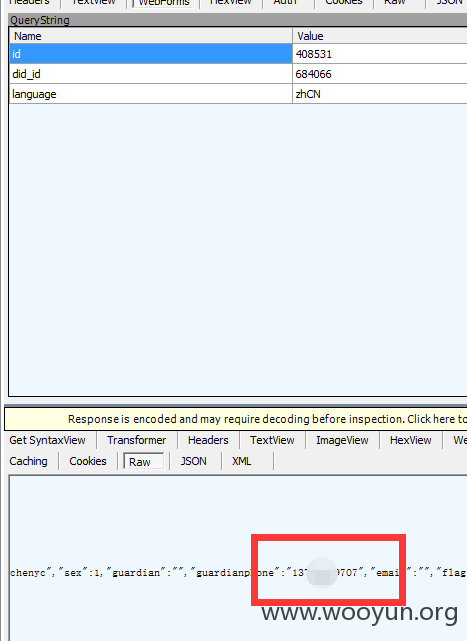 Headers TextView WebForms HexView Auth Cookies Raw JSON
QueryString
Name Value
id 408531
did_id 684066
language zhCN
Response is encoded and may require decoding before inspection. Click here to
Get SyntaxView Transformer Headers TextView ImageView HexView We
Caching Cookies Raw JSON XML
chenyc","sex":1,"guardian":"","guardianphone":"137 9707","email":"","flag
www.wooyun.org